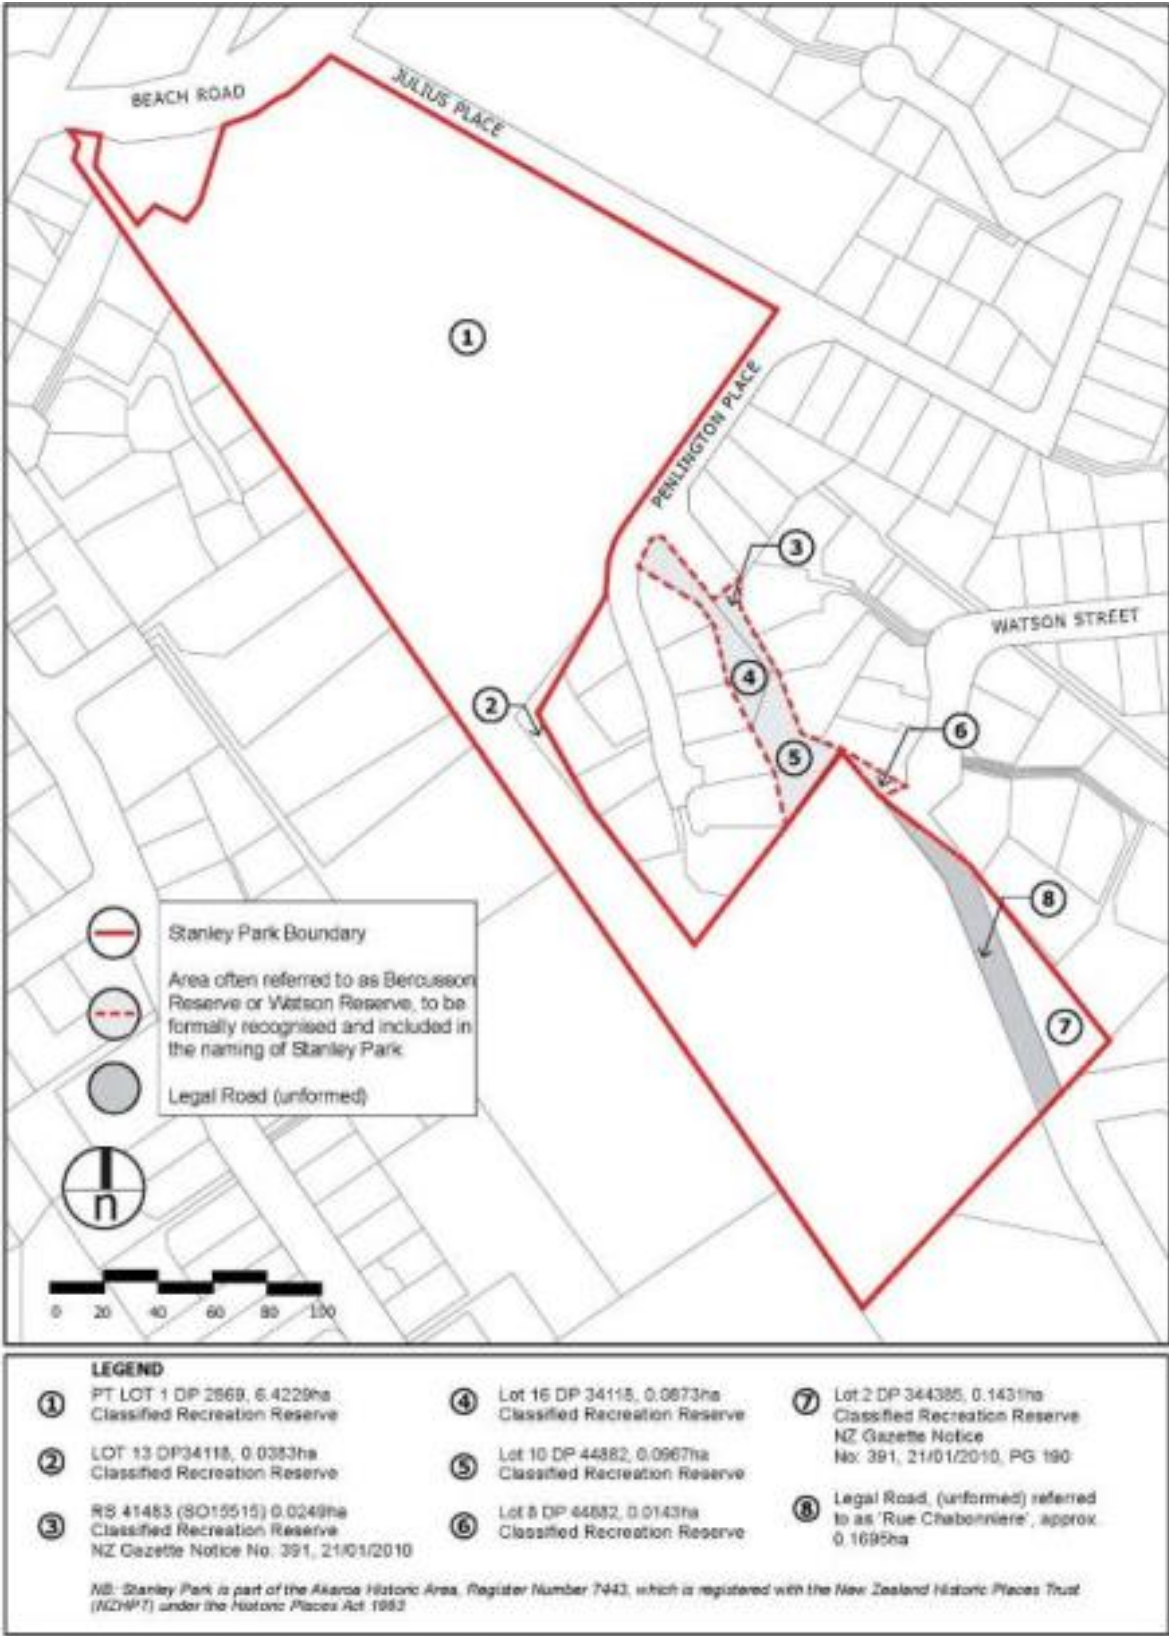 BEACH ROAD
JULIUS PLACE
1
PENLINGTON PLACE
3
WATSON STREET
4
2
6
5
8
7
Stanley Park Boundary
Area often referred to as Bercusson
Reserve or Watson Reserve, to be
formally recognised and included in
the naming of Stanley Park
Legal Road (unformed)
n
0 20 40 60 80 100
LEGEND
1 PT LOT 1 DP 2869, 6.4229ha
Classified Recreation Reserve
2 LOT 13 DP34118, 0.0383ha
Classified Recreation Reserve
3 RS 41483 (SO15515) 0.0249ha
Classified Recreation Reserve
NZ Gazette Notice No: 391, 21/01/2010
4 Lot 16 DP 34118, 0.0873ha
Classified Recreation Reserve
5 Lot 10 DP 44882, 0.0967ha
Classified Recreation Reserve
6 Lot 8 DP 44882, 0.0143ha
Classified Recreation Reserve
7 Lot 2 DP 344385, 0.1431ha
Classified Recreation Reserve
NZ Gazette Notice
No: 391, 21/01/2010, PG 190
8 Legal Road, (unformed) referred
to as 'Rue Chabonniere', approx.
0.1695ha
NB: Stanley Park is part of the Akaroa Historic Area, Register Number 7443, which is registered with the New Zealand Historic Places Trust
(NZHPT) under the Historic Places Act 1993